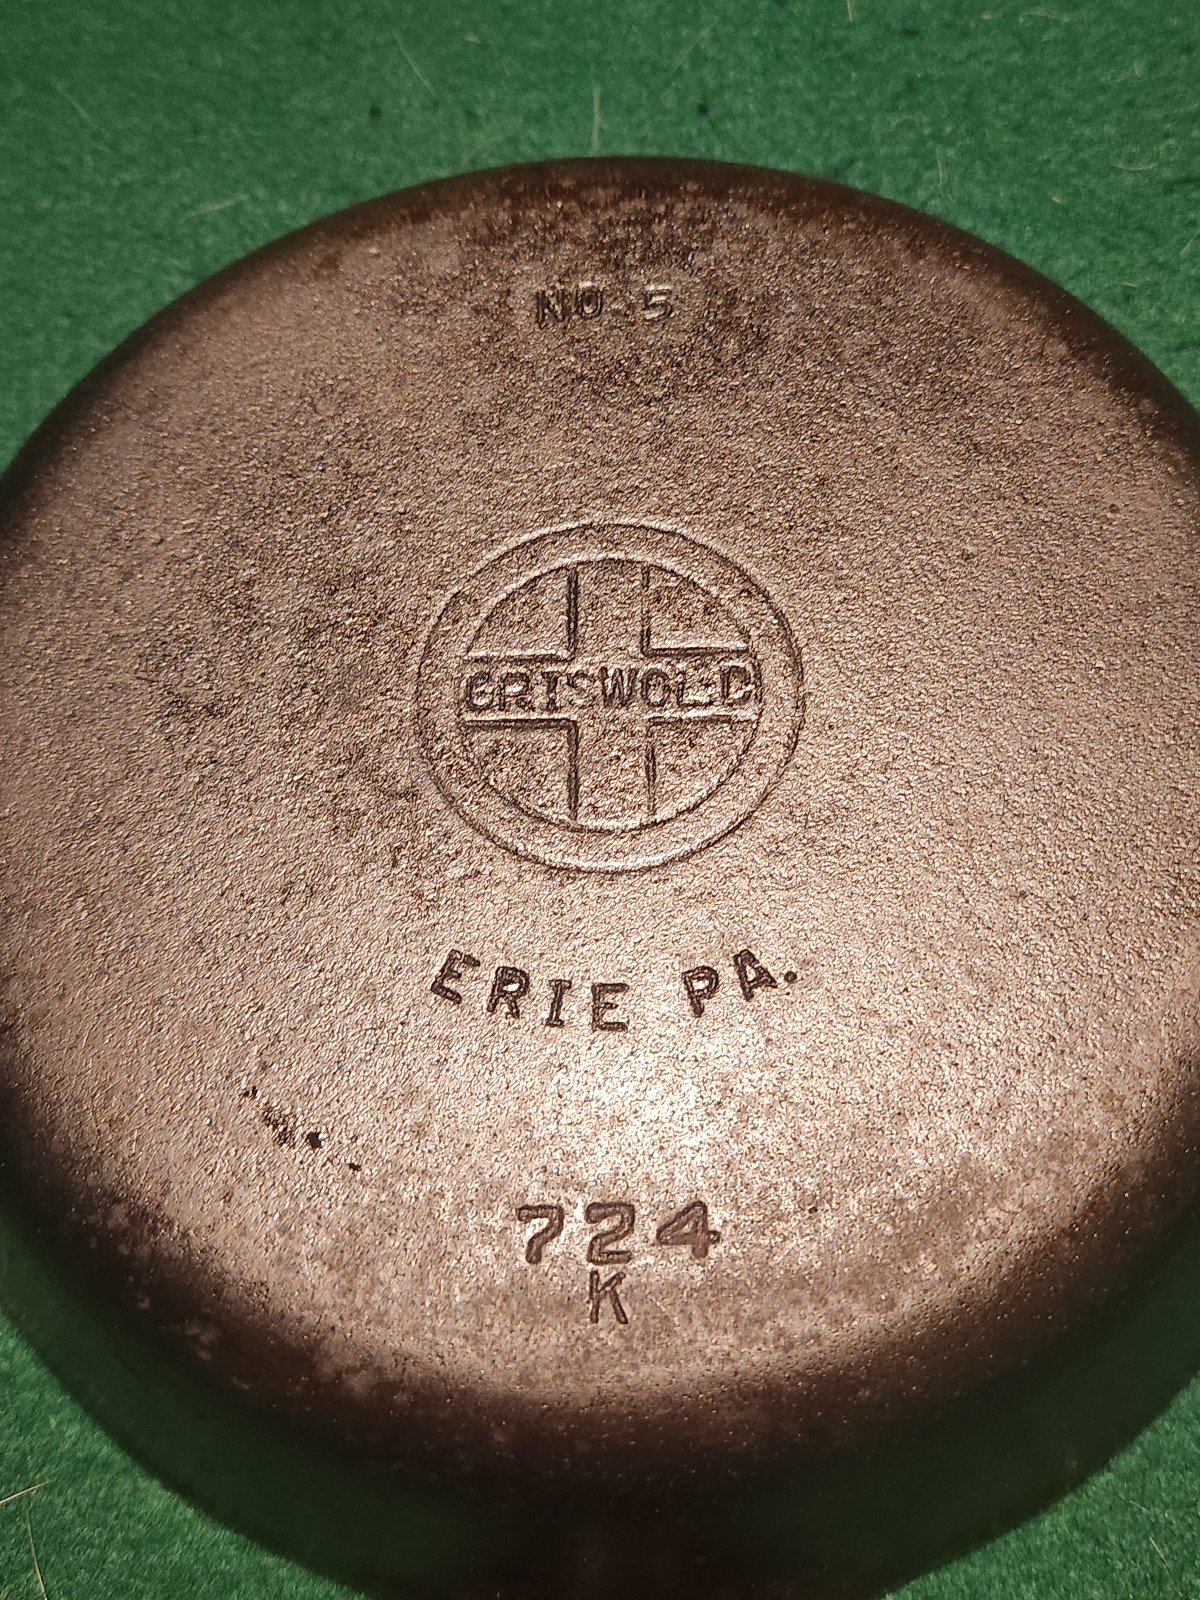 NO. 5
GRISWOLD
ERIE PA.
724
K